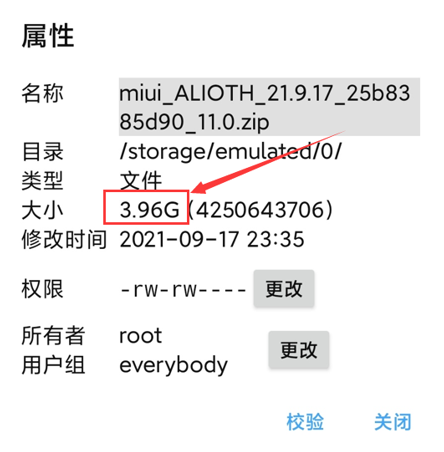 属性
名称 miui_ALIOTH_21.9.17_25b83
85d90_11.0.zip
目录 /storage/emulated/0/
类型 文件
大小 3.96G (4250643706)
修改时间 2021-09-17 23:35
权限 -rw-rw---- 更改
所有者 root
用户组 everybody
更改
校验 关闭